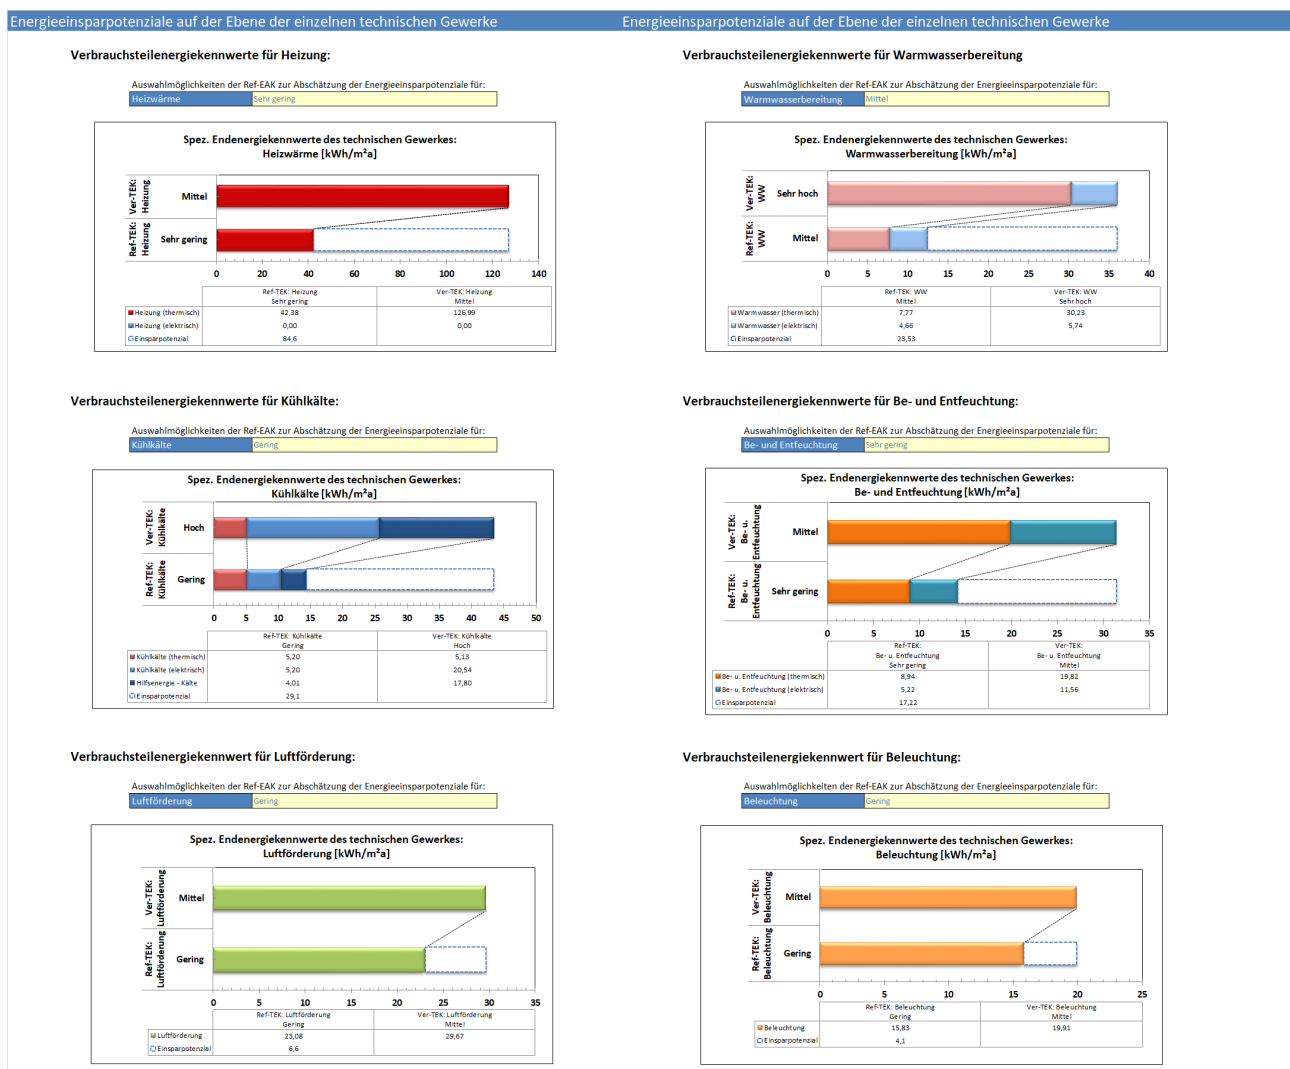 Energieeinsparpotenziale auf der Ebene der einzelnen technischen Gewerke
Energieeinsparpotenziale auf der Ebene der einzelnen technischen Gewerke
Verbrauchsteilenergiekennwerte für Heizung:
Auswahlmöglichkeiten der Ref-EAK zur Abschätzung der Energieeinsparpotenziale für:
Heizwärme Sehr gering
Spez. Endenergiekennwerte des technischen Gewerkes:
Heizwärme [kWh/m²a]
Ver-TEK:
Heizung
Mittel
Ref-TEK:
Heizung
Sehr gering
0 20 40 60 80 100 120 140
Ref-TEK: Heizung Ver-TEK: Heizung
Sehr gering Mittel
Heizung (thermisch) 42,38 126,99
Heizung (elektrisch) 0,00 0,00
Einsparpotenzial 84,6
Verbrauchsteilenergiekennwerte für Warmwasserbereitung
Auswahlmöglichkeiten der Ref-EAK zur Abschätzung der Energieeinsparpotenziale für:
Warmwasserbereitung Mittel
Spez. Endenergiekennwerte des technischen Gewerkes:
Warmwasserbereitung [kWh/m²a]
Ver-TEK:
WW
Sehr hoch
Ref-TEK:
WW
Mittel
0 5 10 15 20 25 30 35 40
Ref-TEK: WW Ver-TEK: WW
Mittel Sehr hoch
Warmwasser (thermisch) 7,77 30,23
Warmwasser (elektrisch) 4,66 5,74
Einsparpotenzial 23,53
Verbrauchsteilenergiekennwerte für Kühlkälte:
Auswahlmöglichkeiten der Ref-EAK zur Abschätzung der Energieeinsparpotenziale für:
Kühlkälte Gering
Spez. Endenergiekennwerte des technischen Gewerkes:
Kühlkälte [kWh/m²a]
Ver-TEK:
Kühlkälte
Hoch
Ref-TEK:
Kühlkälte
Gering
0 5 10 15 20 25 30 35 40 45 50
Ref-TEK: Kühlkälte Ver-TEK: Kühlkälte
Gering Hoch
Kühlkälte (thermisch) 5,20 5,13
Kühlkälte (elektrisch) 5,20 20,54
Hilfsenergie - Kälte 4,01 17,80
Einsparpotenzial 29,1
Verbrauchsteilenergiekennwerte für Be- und Entfeuchtung:
Auswahlmöglichkeiten der Ref-EAK zur Abschätzung der Energieeinsparpotenziale für:
Be- und Entfeuchtung Sehr gering
Spez. Endenergiekennwerte des technischen Gewerkes:
Be- und Entfeuchtung [kWh/m²a]
Ver-TEK:
Be- u.
Entfeuchtung
Mittel
Ref-TEK:
Be- u.
Entfeuchtung
Sehr gering
0 5 10 15 20 25 30 35
Ref-TEK: Ver-TEK:
Be- u. Entfeuchtung Be- u. Entfeuchtung
Sehr gering Mittel
Be- u. Entfeuchtung (thermisch) 8,94 19,82
Be- u. Entfeuchtung (elektrisch) 5,22 11,56
Einsparpotenzial 17,22
Verbrauchsteilenergiekennwert für Luftförderung:
Auswahlmöglichkeiten der Ref-EAK zur Abschätzung der Energieeinsparpotenziale für:
Luftförderung Gering
Spez. Endenergiekennwerte des technischen Gewerkes:
Luftförderung [kWh/m²a]
Ver-TEK:
Luftförderung
Mittel
Ref-TEK:
Luftförderung
Gering
0 5 10 15 20 25 30 35
Ref-TEK: Luftförderung Ver-TEK: Luftförderung
Gering Mittel
Luftförderung 23,08 29,67
Einsparpotenzial 6,6
Verbrauchsteilenergiekennwert für Beleuchtung:
Auswahlmöglichkeiten der Ref-EAK zur Abschätzung der Energieeinsparpotenziale für:
Beleuchtung Gering
Spez. Endenergiekennwerte des technischen Gewerkes:
Beleuchtung [kWh/m²a]
Ver-TEK:
Beleuchtung
Mittel
Ref-TEK:
Beleuchtung
Gering
0 5 10 15 20 25
Ref-TEK: Beleuchtung Ver-TEK: Beleuchtung
Gering Mittel
Beleuchtung 15,83 19,91
Einsparpotenzial 4,1